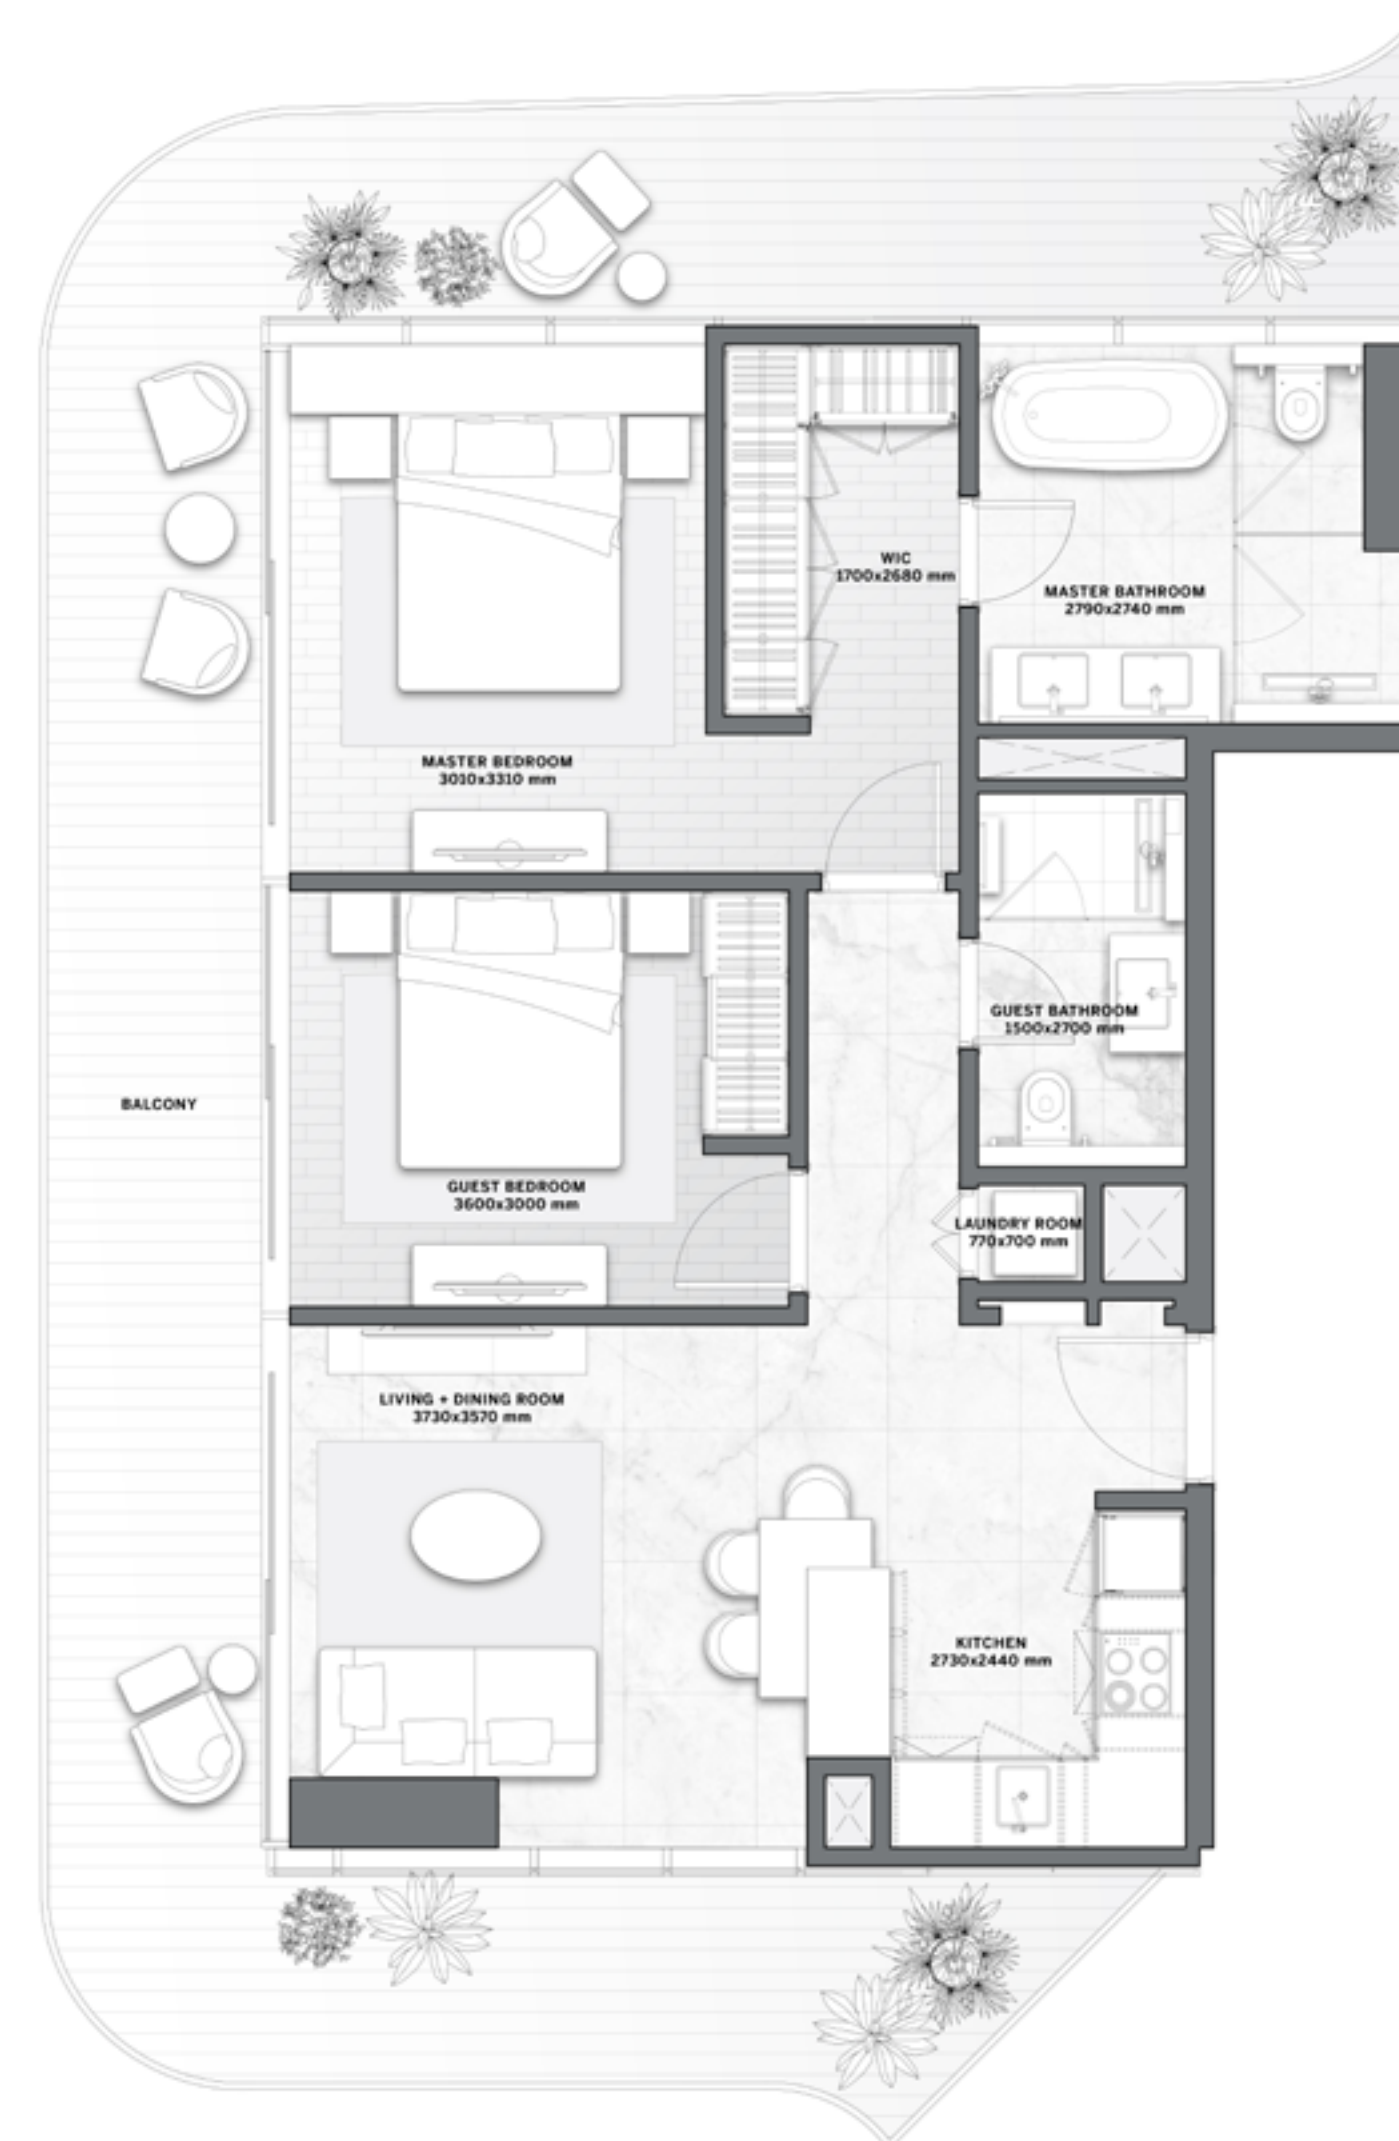 WIC
1700x2680 mm
MASTER BATHROOM
2790x2740 mm
MASTER BEDROOM
3010x3310 mm
GUEST BATHROOM
1500x2700 mm
BALCONY
GUEST BEDROOM
3600x3000 mm
LAUNDRY ROOM
770x700 mm
LIVING + DINING ROOM
3730x3570 mm
KITCHEN
2730x2440 mm